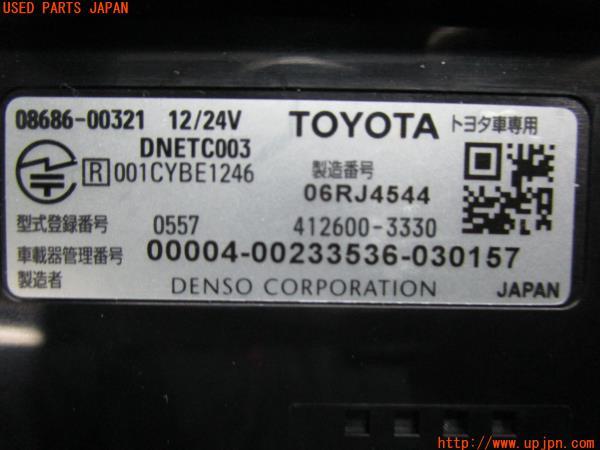 USED PARTS JAPAN
08686-00321 12/24V TOYOTA トヨタ車専用
DNETC003
R 001CYBE1246
製造番号
06RJ4544
型式登録番号 0557 412600-3330
車載器管理番号 00004-00233536-030157
製造者 DENSO CORPORATION JAPAN
http://www.upjpn.com